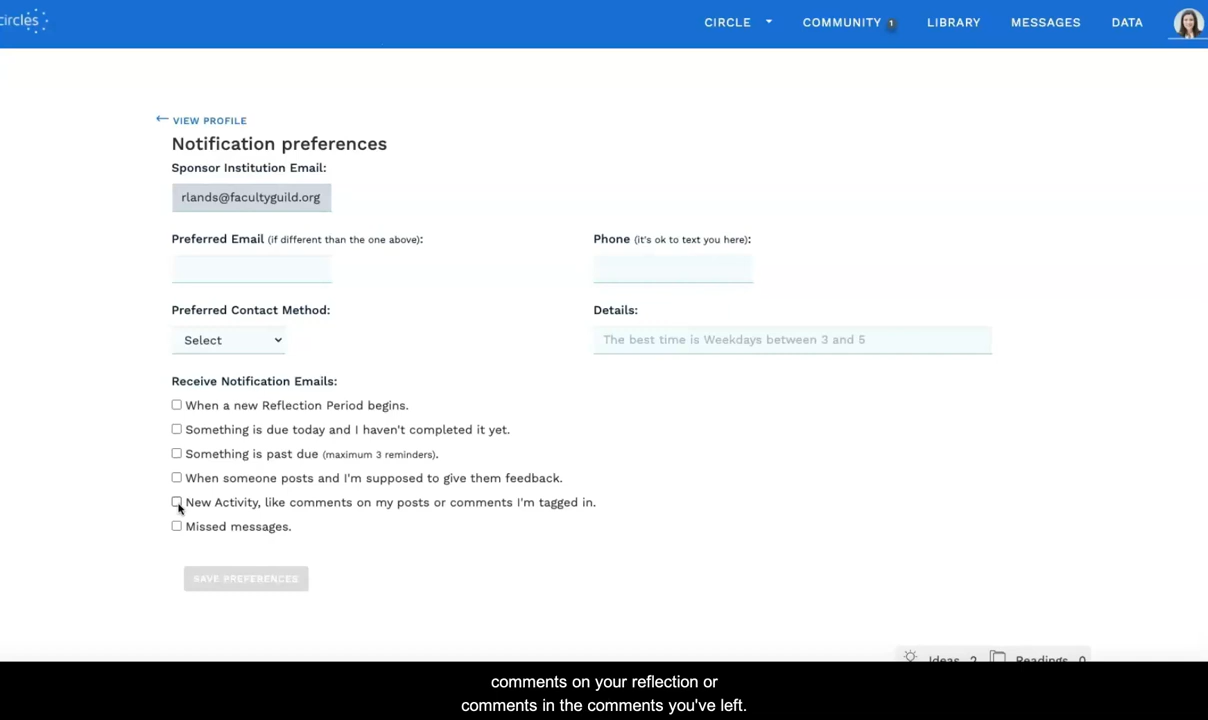 circles
CIRCLE COMMUNITY 1 LIBRARY MESSAGES DATA
← VIEW PROFILE
Notification preferences
Sponsor Institution Email:
rlands@facultyguild.org
Preferred Email (if different than the one above): Phone (it's ok to text you here):
Preferred Contact Method: Details:
Select The best time is Weekdays between 3 and 5
Receive Notification Emails:
When a new Reflection Period begins.
Something is due today and I haven't completed it yet.
Something is past due (maximum 3 reminders).
When someone posts and I'm supposed to give them feedback.
New Activity, like comments on my posts or comments I'm tagged in.
Missed messages.
SAVE PREFERENCES
Ideas 2 Readings 0
comments on your reflection or
comments in the comments you've left.